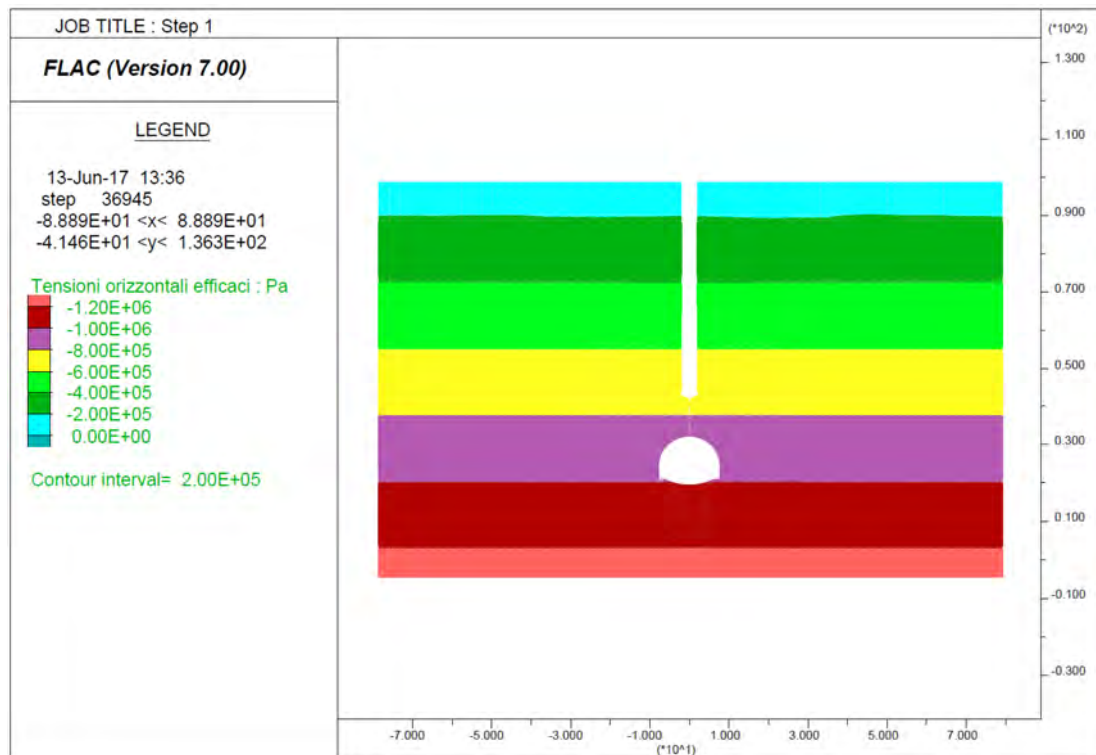 JOB TITLE : Step 1
FLAC (Version 7.00)
LEGEND
13-Jun-17 13:36
step 36945
-8.889E+01 <x< 8.889E+01
-4.146E+01 <y< 1.363E+02
Tensioni orizzontali efficaci : Pa
-1.20E+06
-1.00E+06
-8.00E+05
-6.00E+05
-4.00E+05
-2.00E+05
0.00E+00
Contour interval= 2.00E+05
(*10^2)
1.300
1.100
0.900
0.700
0.500
0.300
0.100
-0.100
-0.300
-7.000 -5.000 -3.000 -1.000 1.000 3.000 5.000 7.000
(*10^1)